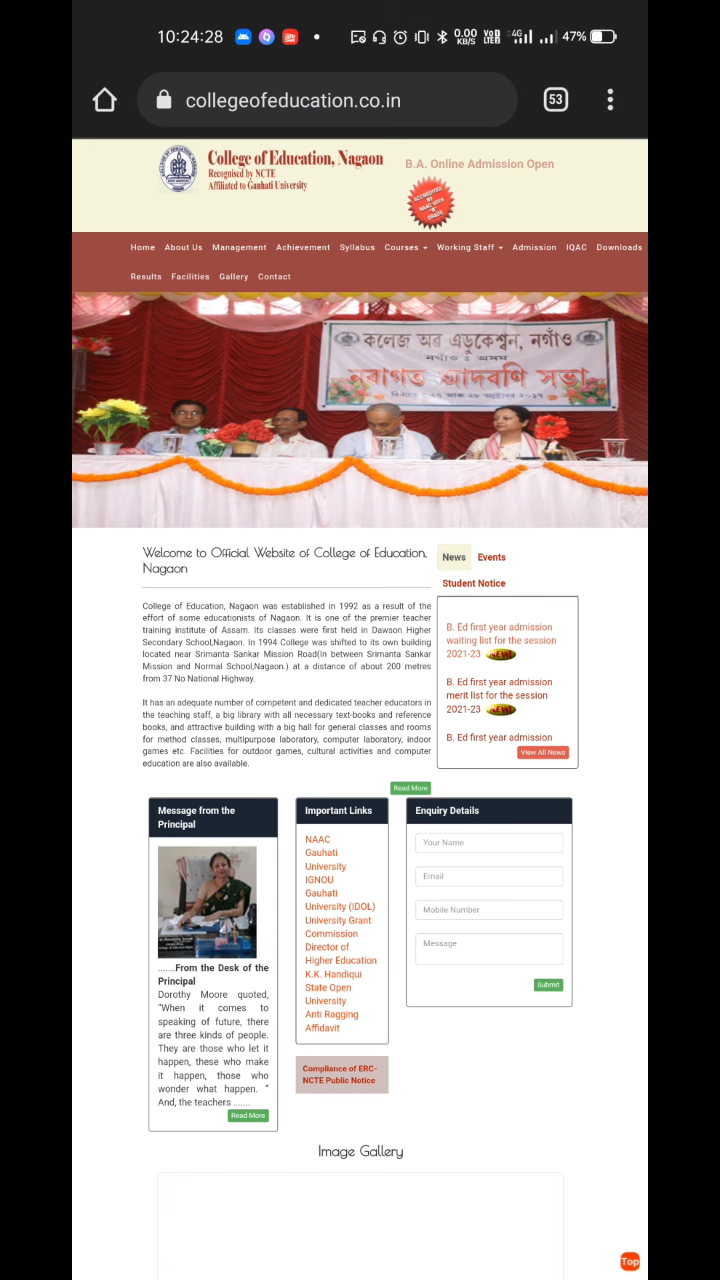 10:24:28
0.00 KB/S
Vo LTE2
4G
47%
collegeofeducation.co.in
53
College of Education, Nagaon
Recognised by NCTE
Affiliated to Gauhati University
B.A. Online Admission Open
ACCREDITED BY NAAC WITH GRADE
Home About Us Management Achievement Syllabus Courses Working Staff Admission IQAC Downloads
Results Facilities Gallery Contact
কলেজ অৱ এডুকেশ্বন, নগাঁও
নগাঁও : অসম
নৱাগত আদৰণি সভা
Welcome to Official Website of College of Education,
Nagaon
College of Education, Nagaon was established in 1992 as a result of the
effort of some educationists of Nagaon. It is one of the premier teacher
training institute of Assam. Its classes were first held in Dawson Higher
Secondary School,Nagaon. In 1994 College was shifted to its own building
located near Srimanta Sankar Mission Road(In between Srimanta Sankar
Mission and Normal School,Nagaon.) at a distance of about 200 metres
from 37 No National Highway.
It has an adequate number of competent and dedicated teacher educators in
the teaching staff, a big library with all necessary text-books and reference
books, and attractive building with a big hall for general classes and rooms
for method classes, multipurpose laboratory, computer laboratory, indoor
games etc. Facilities for outdoor games, cultural activities and computer
education are also available.
Read More
News Events
Student Notice
B. Ed first year admission
waiting list for the session
2021-23 NEW!
B. Ed first year admission
merit list for the session
2021-23 NEW!
B. Ed first year admission
View All News
Message from the
Principal
.......From the Desk of the
Principal
Dorothy Moore quoted,
"When it comes to
speaking of future, there
are three kinds of people.
They are those who let it
happen, these who make
it happen, those who
wonder what happen. "
And, the teachers .......
Read More
Important Links
NAAC
Gauhati
University
IGNOU
Gauhati
University (IDOL)
University Grant
Commission
Director of
Higher Education
K.K. Handiqui
State Open
University
Anti Ragging
Affidavit
Compliance of ERC-
NCTE Public Notice
Enquiry Details
Your Name
Email
Mobile Number
Message
Submit
Image Gallery
Top